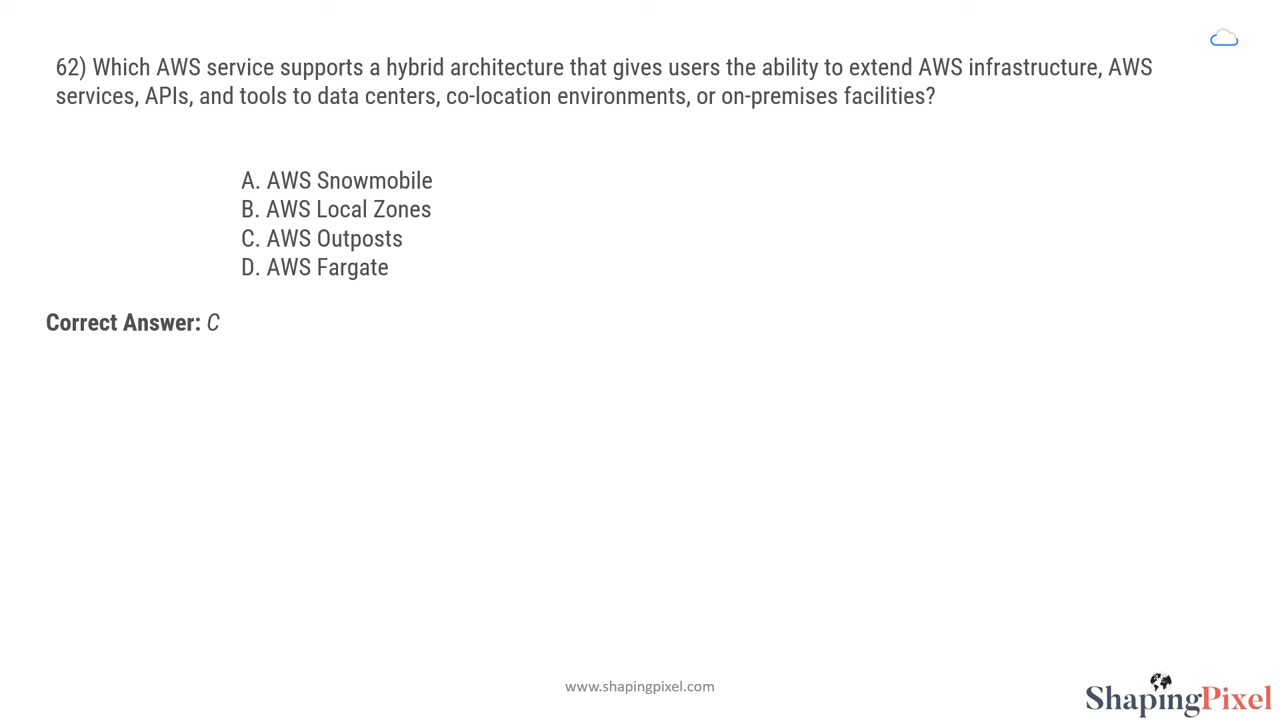 62) Which AWS service supports a hybrid architecture that gives users the ability to extend AWS infrastructure, AWS
services, APIs, and tools to data centers, co-location environments, or on-premises facilities?
A. AWS Snowmobile
B. AWS Local Zones
C. AWS Outposts
D. AWS Fargate
Correct Answer: C
www.shapingpixel.com
ShapingPixel